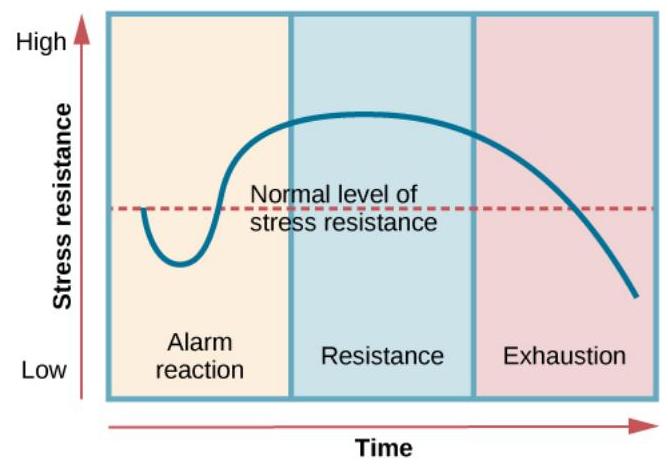 High
Stress resistance
Normal level of
stress resistance
Alarm
reaction
Resistance
Exhaustion
Low
Time